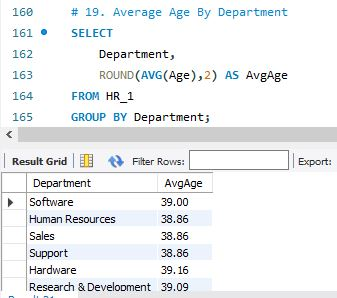 160 # 19. Average Age By Department
161 SELECT
162 Department,
163 ROUND(AVG(Age),2) AS AvgAge
164 FROM HR_1
165 GROUP BY Department;
Result Grid Filter Rows: Export:
Department AvgAge
Software 39.00
Human Resources 38.86
Sales 38.86
Support 38.86
Hardware 39.16
Research & Development 39.09